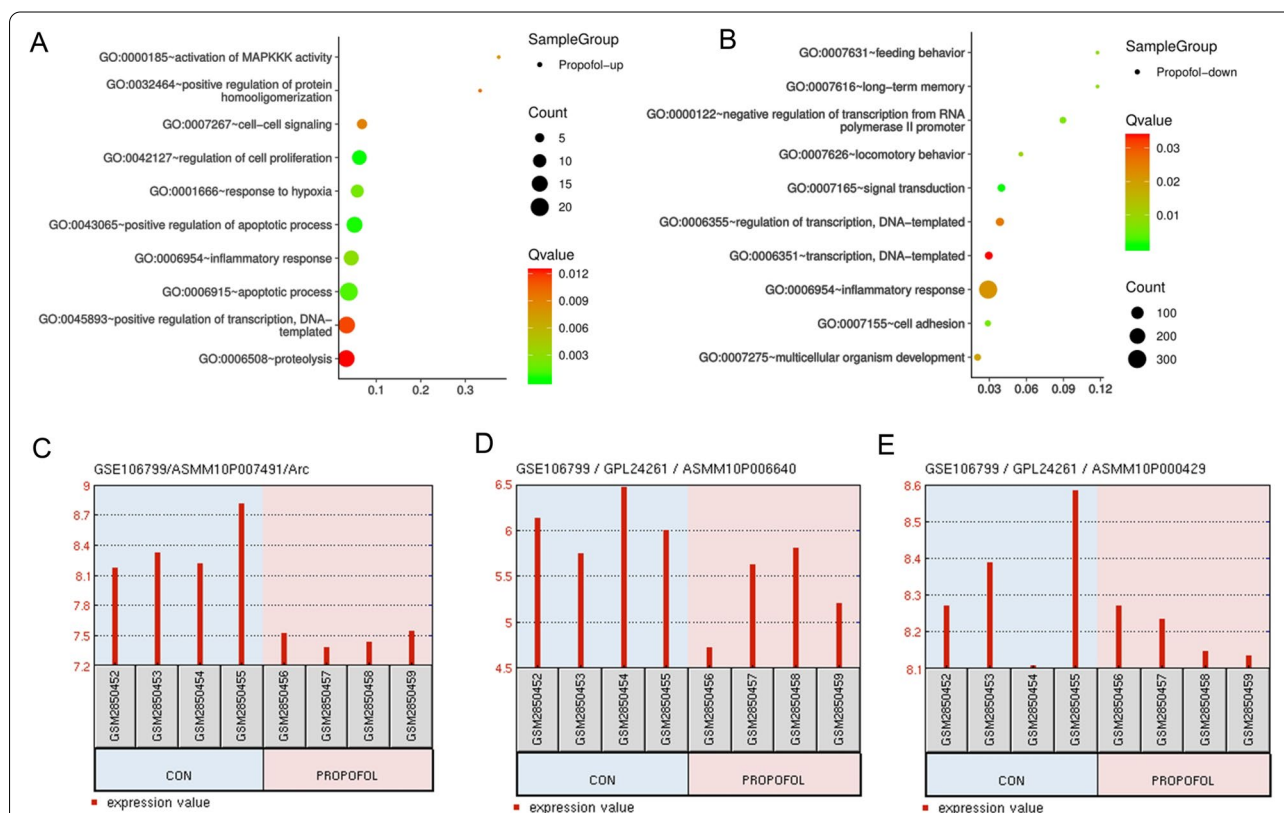 A
GO:0000185~activation of MAPKKK activity
GO:0032464~positive regulation of protein
homooligomerization
GO:0007267~cell-cell signaling
GO:0042127~regulation of cell proliferation
GO:0001666~response to hypoxia
GO:0043065~positive regulation of apoptotic process
GO:0006954~inflammatory response
GO:0006915~apoptotic process
GO:0045893~positive regulation of transcription, DNA-
templated
GO:0006508~proteolysis
0.1 0.2 0.3
SampleGroup
Propofol-up
Count
5
10
15
20
Qvalue
0.012
0.009
0.006
0.003
B
GO:0007631~feeding behavior
GO:0007616~long-term memory
GO:0000122~negative regulation of transcription from RNA
polymerase II promoter
GO:0007626~locomotory behavior
GO:0007165~signal transduction
GO:0006355~regulation of transcription, DNA-templated
GO:0006351~transcription, DNA-templated
GO:0006954~inflammatory response
GO:0007155~cell adhesion
GO:0007275~multicellular organism development
0.03 0.06 0.09 0.12
SampleGroup
Propofol-down
Qvalue
0.03
0.02
0.01
Count
100
200
300
C
GSE106799/ASMM10P007491/Arc
9
8.7
8.4
8.1
7.8
7.5
7.2
GSM2850452 GSM2850453 GSM2850454 GSM2850455 GSM2850456 GSM2850457 GSM2850458 GSM2850459
CON PROPOFOL
expression value
D
GSE106799 / GPL24261 / ASMM10P006640
6.5
6
5.5
5
4.5
GSM2850452 GSM2850453 GSM2850454 GSM2850455 GSM2850456 GSM2850457 GSM2850458 GSM2850459
CON PROPOFOL
expression value
E
GSE106799 / GPL24261 / ASMM10P000429
8.6
8.5
8.4
8.3
8.2
8.1
GSM2850452 GSM2850453 GSM2850454 GSM2850455 GSM2850456 GSM2850457 GSM2850458 GSM2850459
CON PROPOFOL
expression value